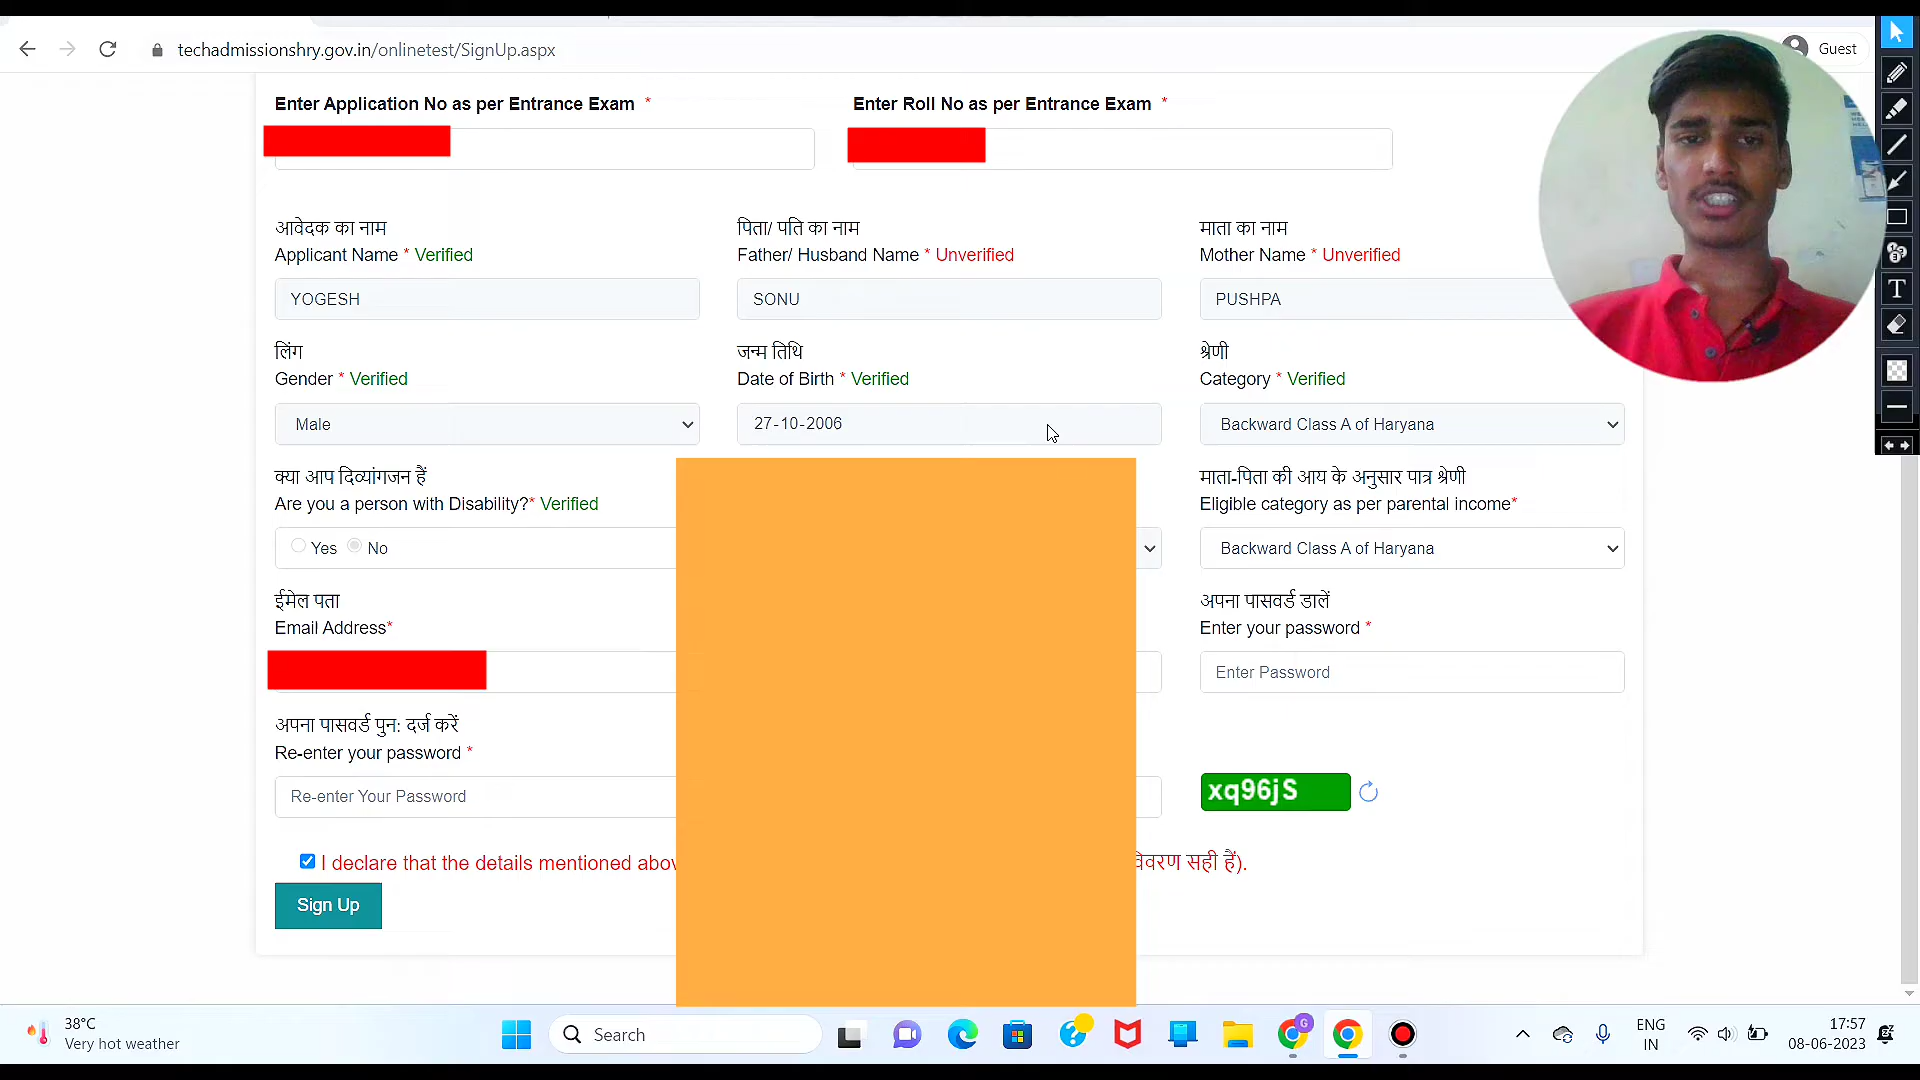 techadmissionshry.gov.in/onlinetest/SignUp.aspx
Guest
Enter Application No as per Entrance Exam *
Enter Roll No as per Entrance Exam *
आवेदक का नाम
पिता/ पति का नाम
माता का नाम
Applicant Name * Verified
Father/ Husband Name * Unverified
Mother Name * Unverified
YOGESH
SONU
PUSHPA
लिंग
जन्म तिथि
श्रेणी
Gender * Verified
Date of Birth * Verified
Category * Verified
Male
27-10-2006
Backward Class A of Haryana
क्या आप दिव्यांगजन हैं
माता-पिता की आय के अनुसार पात्र श्रेणी
Are you a person with Disability?* Verified
Eligible category as per parental income*
Yes No
Backward Class A of Haryana
ईमेल पता
अपना पासवर्ड डालें
Email Address*
Enter your password *
Enter Password
अपना पासवर्ड पुन: दर्ज करें
Re-enter your password *
Re-enter Your Password
xq96jS
I declare that the details mentioned abov
विवरण सही हैं).
Sign Up
38°C
Very hot weather
Search
ENG
IN
17:57
08-06-2023